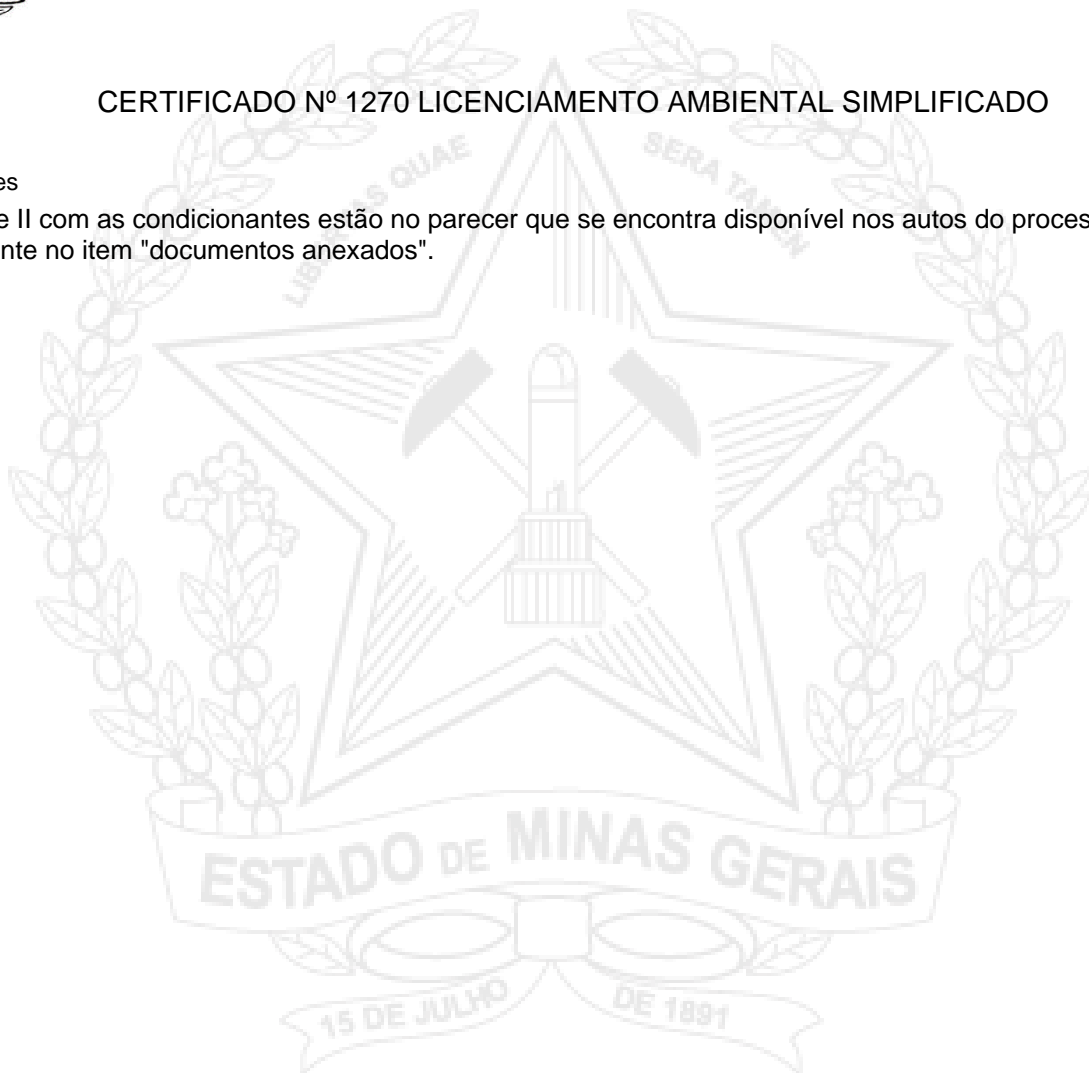 CERTIFICADO Nº 1270 LICENCIAMENTO AMBIENTAL SIMPLIFICADO
es
e II com as condicionantes estão no parecer que se encontra disponível nos autos do proces
nte no item "documentos anexados".
LIBERTAS QUAE SERA TAMEN
ESTADO DE MINAS GERAIS
15 DE JULHO DE 1891